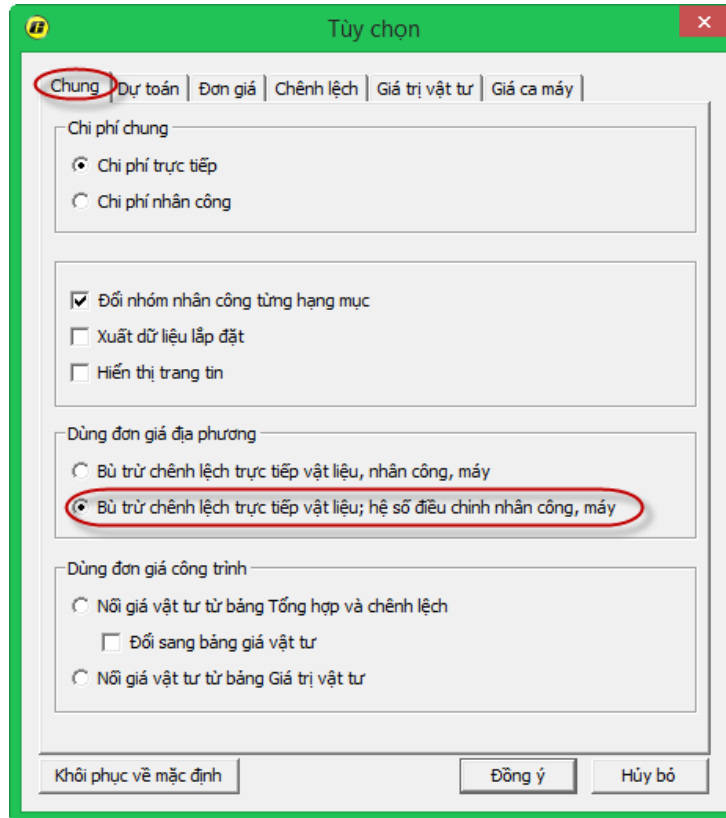 Tùy chọn
Chung Dự toán Đơn giá Chênh lệch Giá trị vật tư Giá ca máy
Chi phí chung
Chi phí trực tiếp
Chi phí nhân công
Đổi nhóm nhân công từng hạng mục
Xuất dữ liệu lắp đặt
Hiển thị trang tin
Dùng đơn giá địa phương
Bù trừ chênh lệch trực tiếp vật liệu, nhân công, máy
Bù trừ chênh lệch trực tiếp vật liệu; hệ số điều chinh nhân công, máy
Dùng đơn giá công trình
Nối giá vật tư từ bảng Tổng hợp và chênh lệch
Đổi sang bảng giá vật tư
Nối giá vật tư từ bảng Giá trị vật tư
Khôi phục về mặc định Đồng ý Hủy bỏ